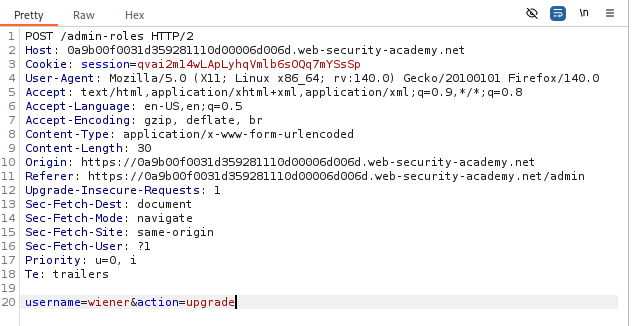 Pretty Raw Hex \n
1 POST /admin-roles HTTP/2
2 Host: 0a9b00f0031d359281110d00006d006d.web-security-academy.net
3 Cookie: session=qvai2m14wLApLyhqVmlb6sOQq7mYSsSp
4 User-Agent: Mozilla/5.0 (X11; Linux x86_64; rv:140.0) Gecko/20100101 Firefox/140.0
5 Accept: text/html,application/xhtml+xml,application/xml;q=0.9,*/*;q=0.8
6 Accept-Language: en-US,en;q=0.5
7 Accept-Encoding: gzip, deflate, br
8 Content-Type: application/x-www-form-urlencoded
9 Content-Length: 30
10 Origin: https://0a9b00f0031d359281110d00006d006d.web-security-academy.net
11 Referer: https://0a9b00f0031d359281110d00006d006d.web-security-academy.net/admin
12 Upgrade-Insecure-Requests: 1
13 Sec-Fetch-Dest: document
14 Sec-Fetch-Mode: navigate
15 Sec-Fetch-Site: same-origin
16 Sec-Fetch-User: ?1
17 Priority: u=0, i
18 Te: trailers
19
20 username=wiener&action=upgrade